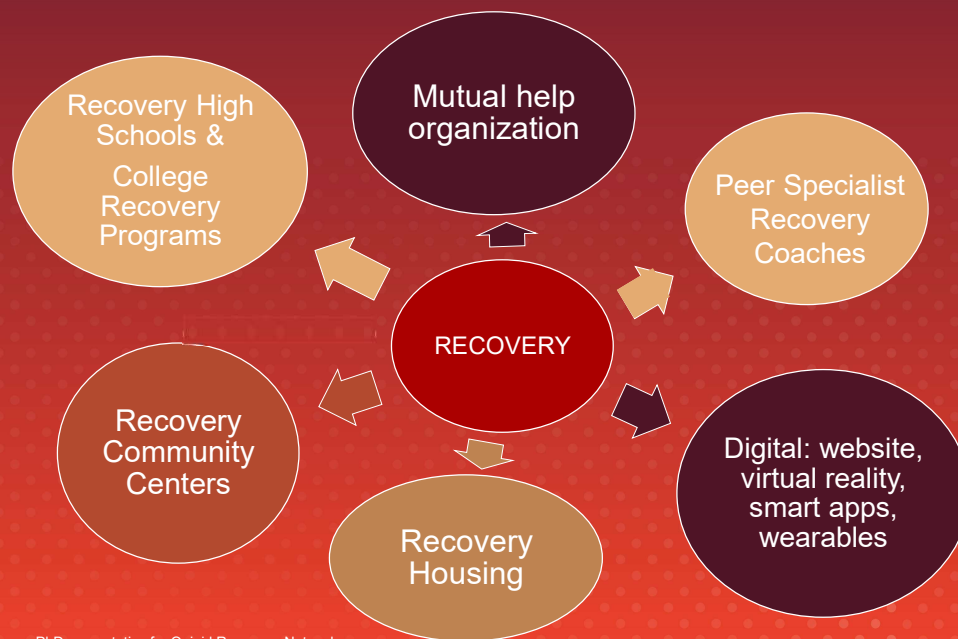 Mutual help
organization
Recovery High
Schools &
College
Recovery
Programs
Peer Specialist
Recovery
Coaches
RECOVERY
Recovery
Community
Centers
Digital: website,
virtual reality,
smart apps,
wearables
Recovery
Housing